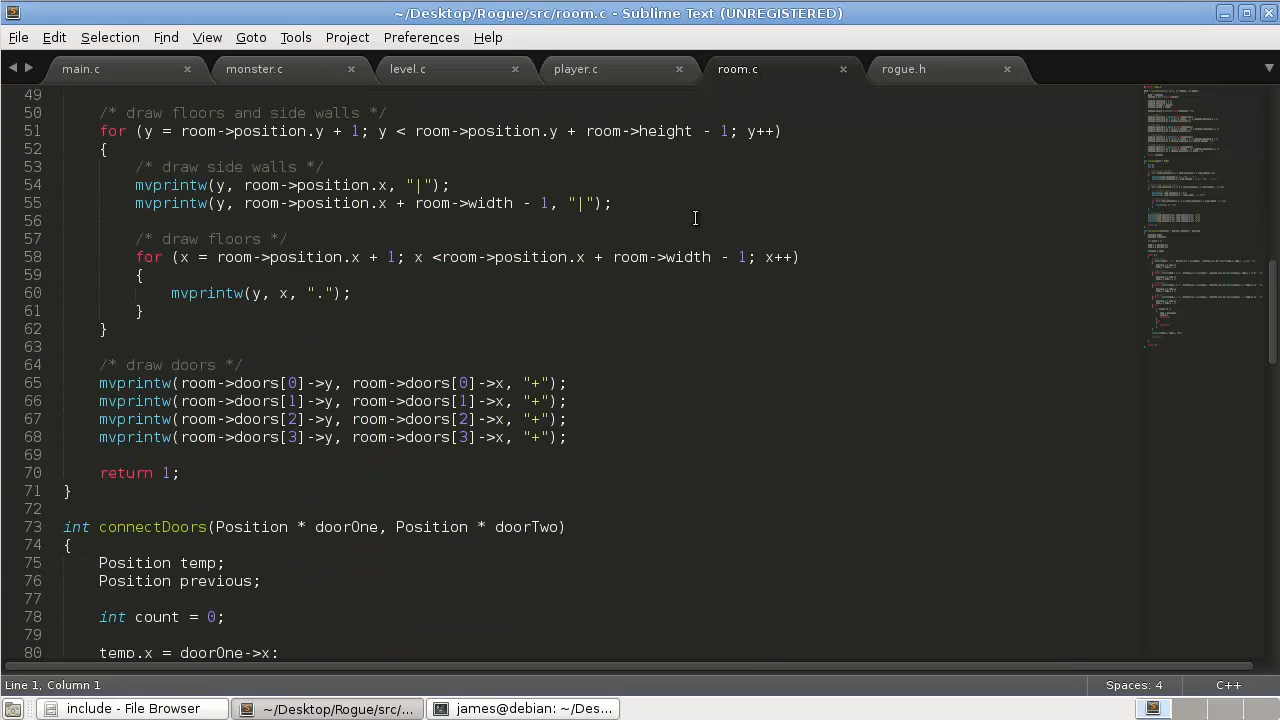 ~/Desktop/Rogue/src/room.c - Sublime Text (UNREGISTERED)
File Edit Selection Find View Goto Tools Project Preferences Help
main.c monster.c level.c player.c room.c rogue.h
49
50 /* draw floors and side walls
51 for (y = room->position.y + 1; y < room->position.y + room->height - 1; y++)
52 {
53 /* draw side walls */
54 mvprintw(y, room->position.x, "|");
55 mvprintw(y, room->position.x + room->width - 1, "|");
56
57 /* draw floors */
58 for (x = room->position.x + 1; x < room->position.x + room->width - 1; x++)
59 {
60 mvprintw(y, x, ".");
61 }
62 }
63
64 /* draw doors */
65 mvprintw(room->doors[0]->y, room->doors[0]->x, "+");
66 mvprintw(room->doors[1]->y, room->doors[1]->x, "+");
67 mvprintw(room->doors[2]->y, room->doors[2]->x, "+");
68 mvprintw(room->doors[3]->y, room->doors[3]->x, "+");
69
70 return 1;
71 }
72
73 int connectDoors(Position * doorOne, Position * doorTwo)
74 {
75 Position temp;
76 Position previous;
77
78 int count = 0;
79
80 temp.x = doorOne->x;
Line 1, Column 1 Spaces: 4 C++
include - File Browser ~/Desktop/Rogue/src/... james@debian: ~/Des...